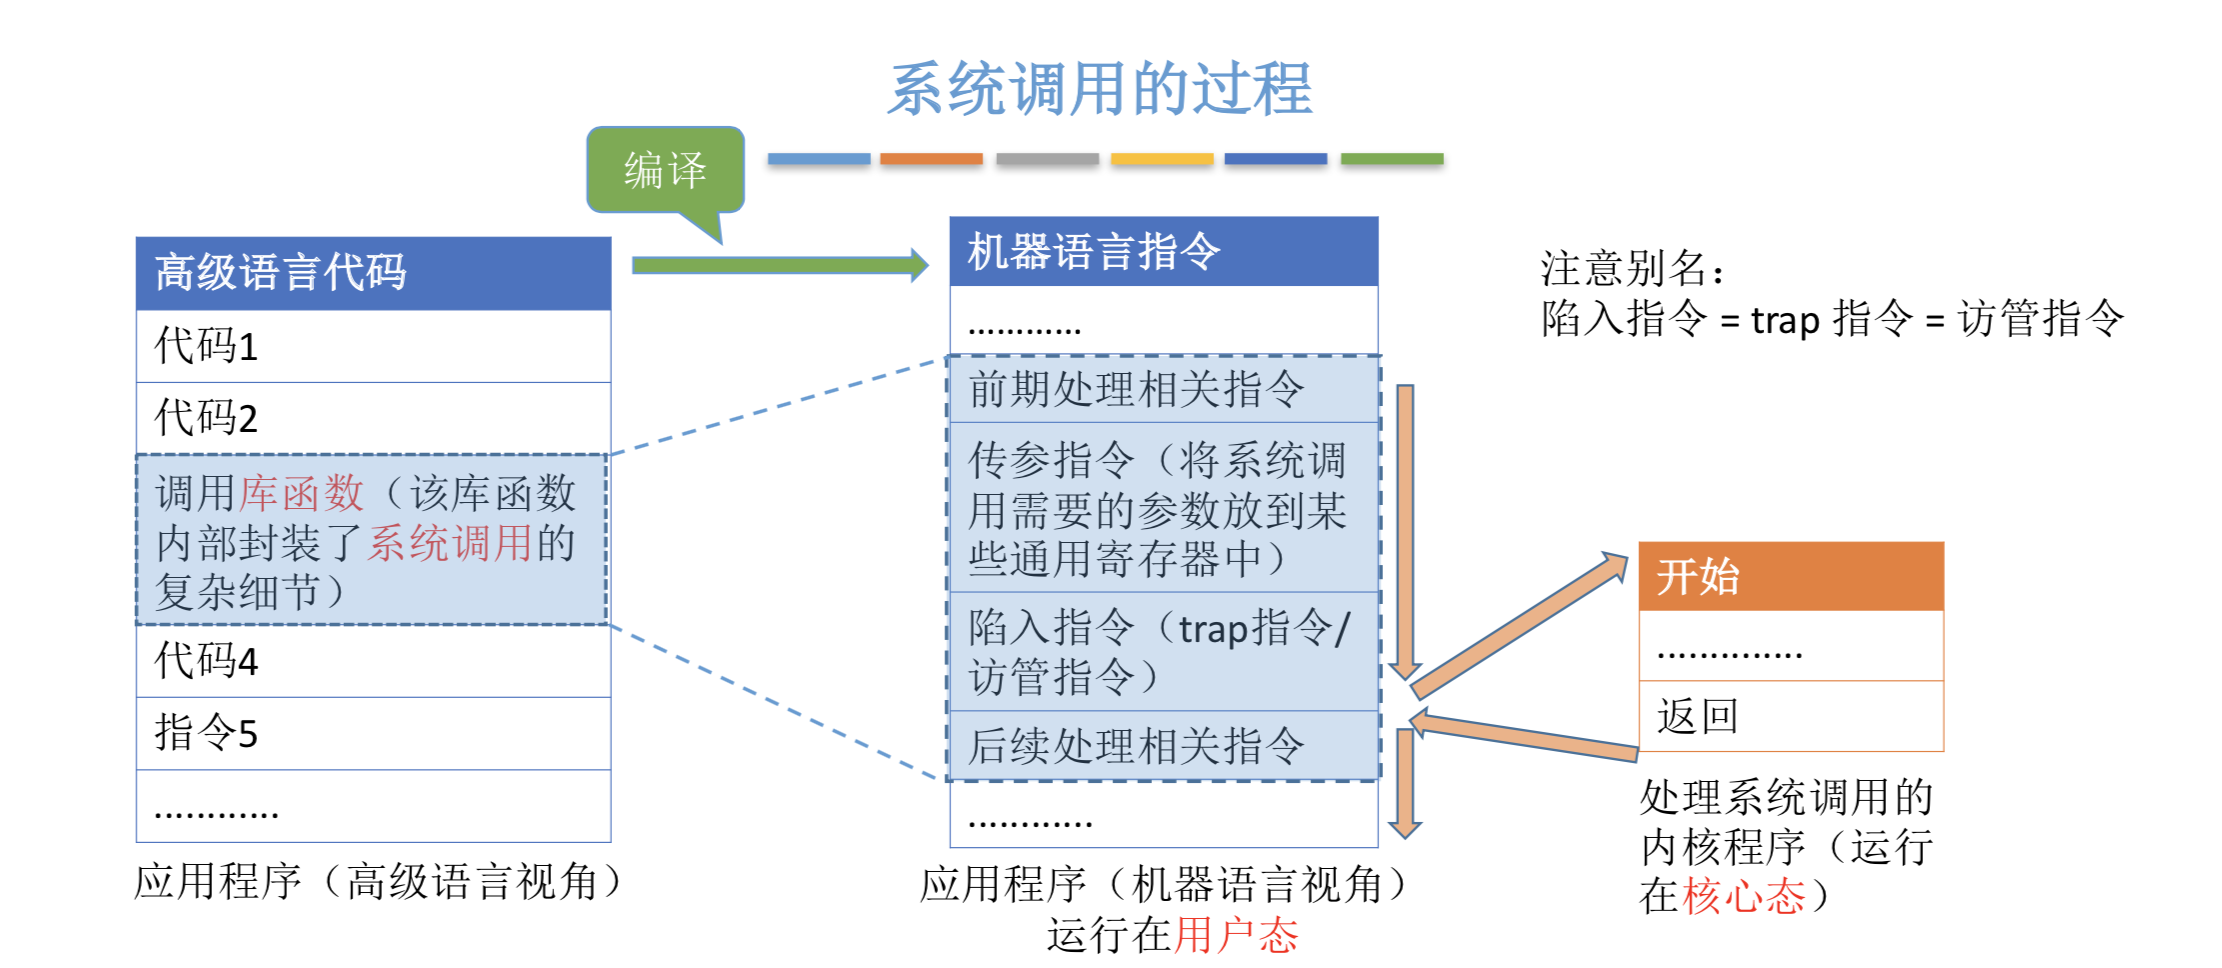 系统调用的过程
编译
高级语言代码
代码1
代码2
调用库函数（该库函数
内部封装了系统调用的
复杂细节）
代码4
指令5
............
应用程序（高级语言视角）
机器语言指令
............
前期处理相关指令
传参指令（将系统调
用需要的参数放到某
些通用寄存器中）
陷入指令（trap指令/
访管指令）
后续处理相关指令
............
应用程序（机器语言视角）
运行在用户态
注意别名：
陷入指令 = trap 指令 = 访管指令
开始
..............
返回
处理系统调用的
内核程序（运行
在核心态）